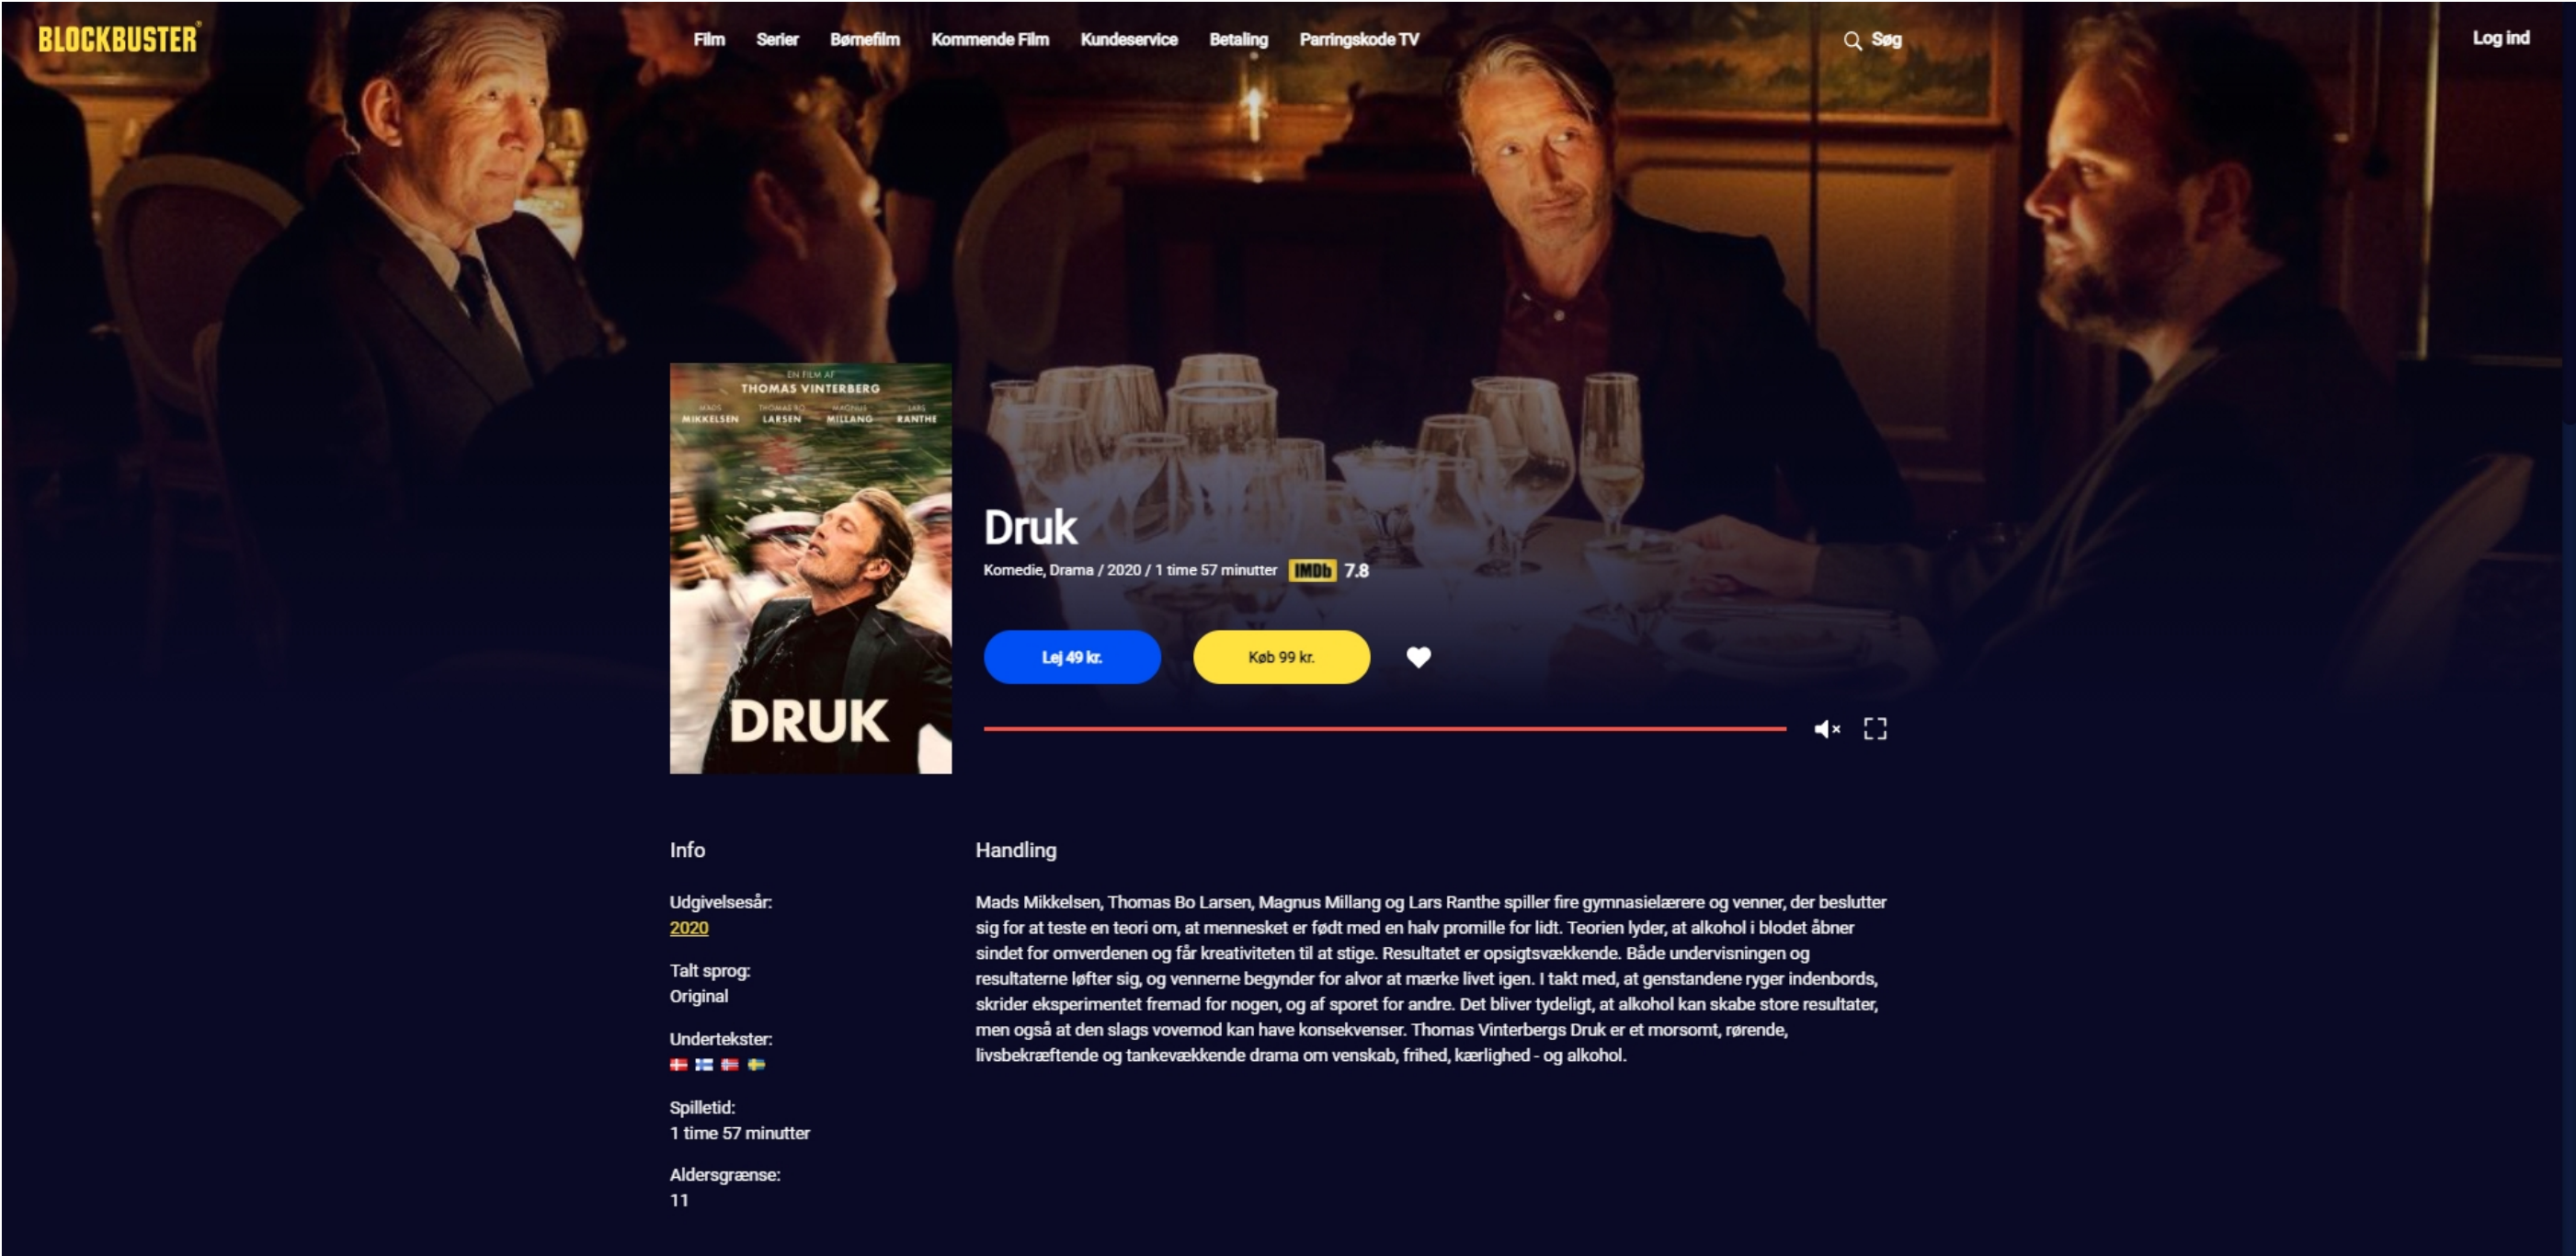 BLOCKBUSTER®
Film Serier Børnefilm Kommende Film Kundeservice Betaling Parringskode TV
Søg
Log ind
EN FILM AF
THOMAS VINTERBERG
MADS MIKKELSEN
THOMAS BO LARSEN
MAGNUS MILLANG
LARS RANTHE
DRUK
Druk
Komedie, Drama / 2020 / 1 time 57 minutter IMDb 7.8
Lej 49 kr.
Køb 99 kr.
Info
Udgivelsesår:
2020
Talt sprog:
Original
Undertekster:
Spilletid:
1 time 57 minutter
Aldersgrænse:
11
Handling
Mads Mikkelsen, Thomas Bo Larsen, Magnus Millang og Lars Ranthe spiller fire gymnasielærere og venner, der beslutter
sig for at teste en teori om, at mennesket er født med en halv promille for lidt. Teorien lyder, at alkohol i blodet åbner
sindet for omverdenen og får kreativiteten til at stige. Resultatet er opsigtsvækkende. Både undervisningen og
resultaterne løfter sig, og vennerne begynder for alvor at mærke livet igen. I takt med, at genstandene ryger indenbords,
skrider eksperimentet fremad for nogen, og af sporet for andre. Det bliver tydeligt, at alkohol kan skabe store resultater,
men også at den slags vovemod kan have konsekvenser. Thomas Vinterbergs Druk er et morsomt, rørende,
livsbekræftende og tankevækkende drama om venskab, frihed, kærlighed - og alkohol.